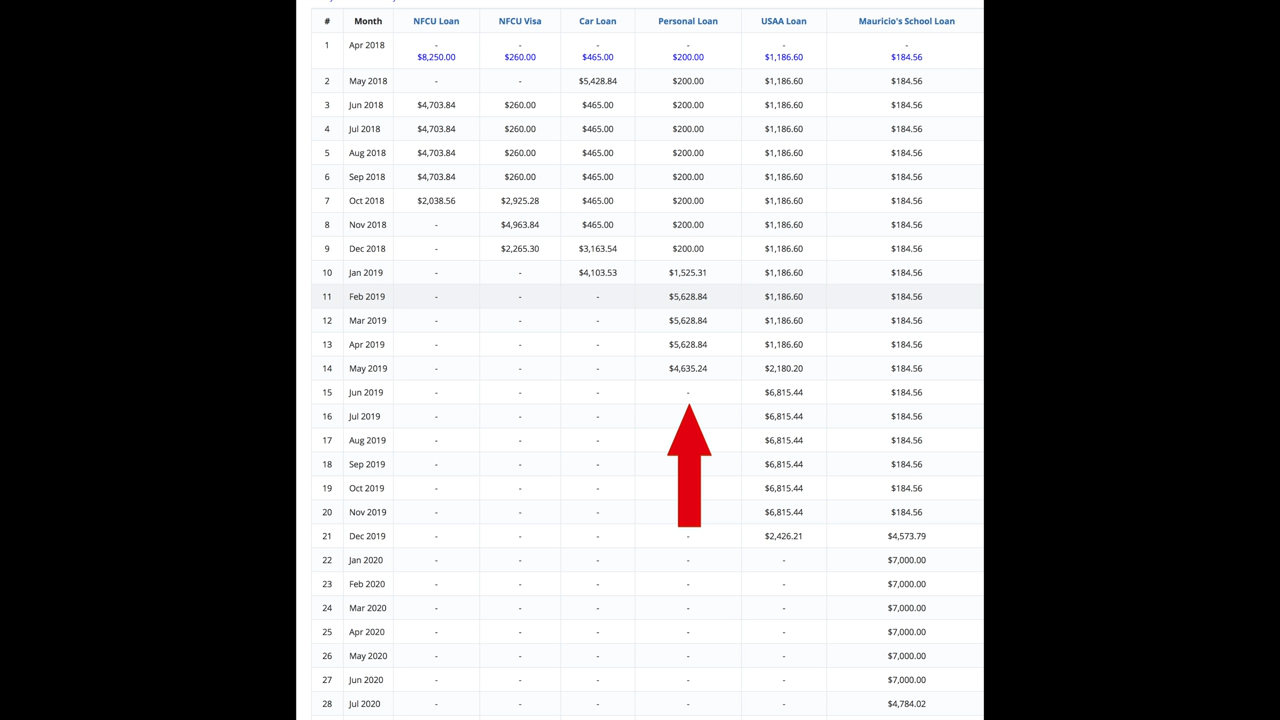 # Month NFCU Loan NFCU Visa Car Loan Personal Loan USAA Loan Mauricio's School Loan
1 Apr 2018 - - - - - -
$8,250.00 $260.00 $465.00 $200.00 $1,186.60 $184.56
2 May 2018 - - $5,428.84 $200.00 $1,186.60 $184.56
3 Jun 2018 $4,703.84 $260.00 $465.00 $200.00 $1,186.60 $184.56
4 Jul 2018 $4,703.84 $260.00 $465.00 $200.00 $1,186.60 $184.56
5 Aug 2018 $4,703.84 $260.00 $465.00 $200.00 $1,186.60 $184.56
6 Sep 2018 $4,703.84 $260.00 $465.00 $200.00 $1,186.60 $184.56
7 Oct 2018 $2,038.56 $2,925.28 $465.00 $200.00 $1,186.60 $184.56
8 Nov 2018 - $4,963.84 $465.00 $200.00 $1,186.60 $184.56
9 Dec 2018 - $2,265.30 $3,163.54 $200.00 $1,186.60 $184.56
10 Jan 2019 - - $4,103.53 $1,525.31 $1,186.60 $184.56
11 Feb 2019 - - - $5,628.84 $1,186.60 $184.56
12 Mar 2019 - - - $5,628.84 $1,186.60 $184.56
13 Apr 2019 - - - $5,628.84 $1,186.60 $184.56
14 May 2019 - - - $4,635.24 $2,180.20 $184.56
15 Jun 2019 - - - - $6,815.44 $184.56
16 Jul 2019 - - - $6,815.44 $184.56
17 Aug 2019 - - - $6,815.44 $184.56
18 Sep 2019 - - - $6,815.44 $184.56
19 Oct 2019 - - - $6,815.44 $184.56
20 Nov 2019 - - - $6,815.44 $184.56
21 Dec 2019 - - - - $2,426.21 $4,573.79
22 Jan 2020 - - - - - $7,000.00
23 Feb 2020 - - - - - $7,000.00
24 Mar 2020 - - - - - $7,000.00
25 Apr 2020 - - - - - $7,000.00
26 May 2020 - - - - - $7,000.00
27 Jun 2020 - - - - - $7,000.00
28 Jul 2020 - - - - - $4,784.02